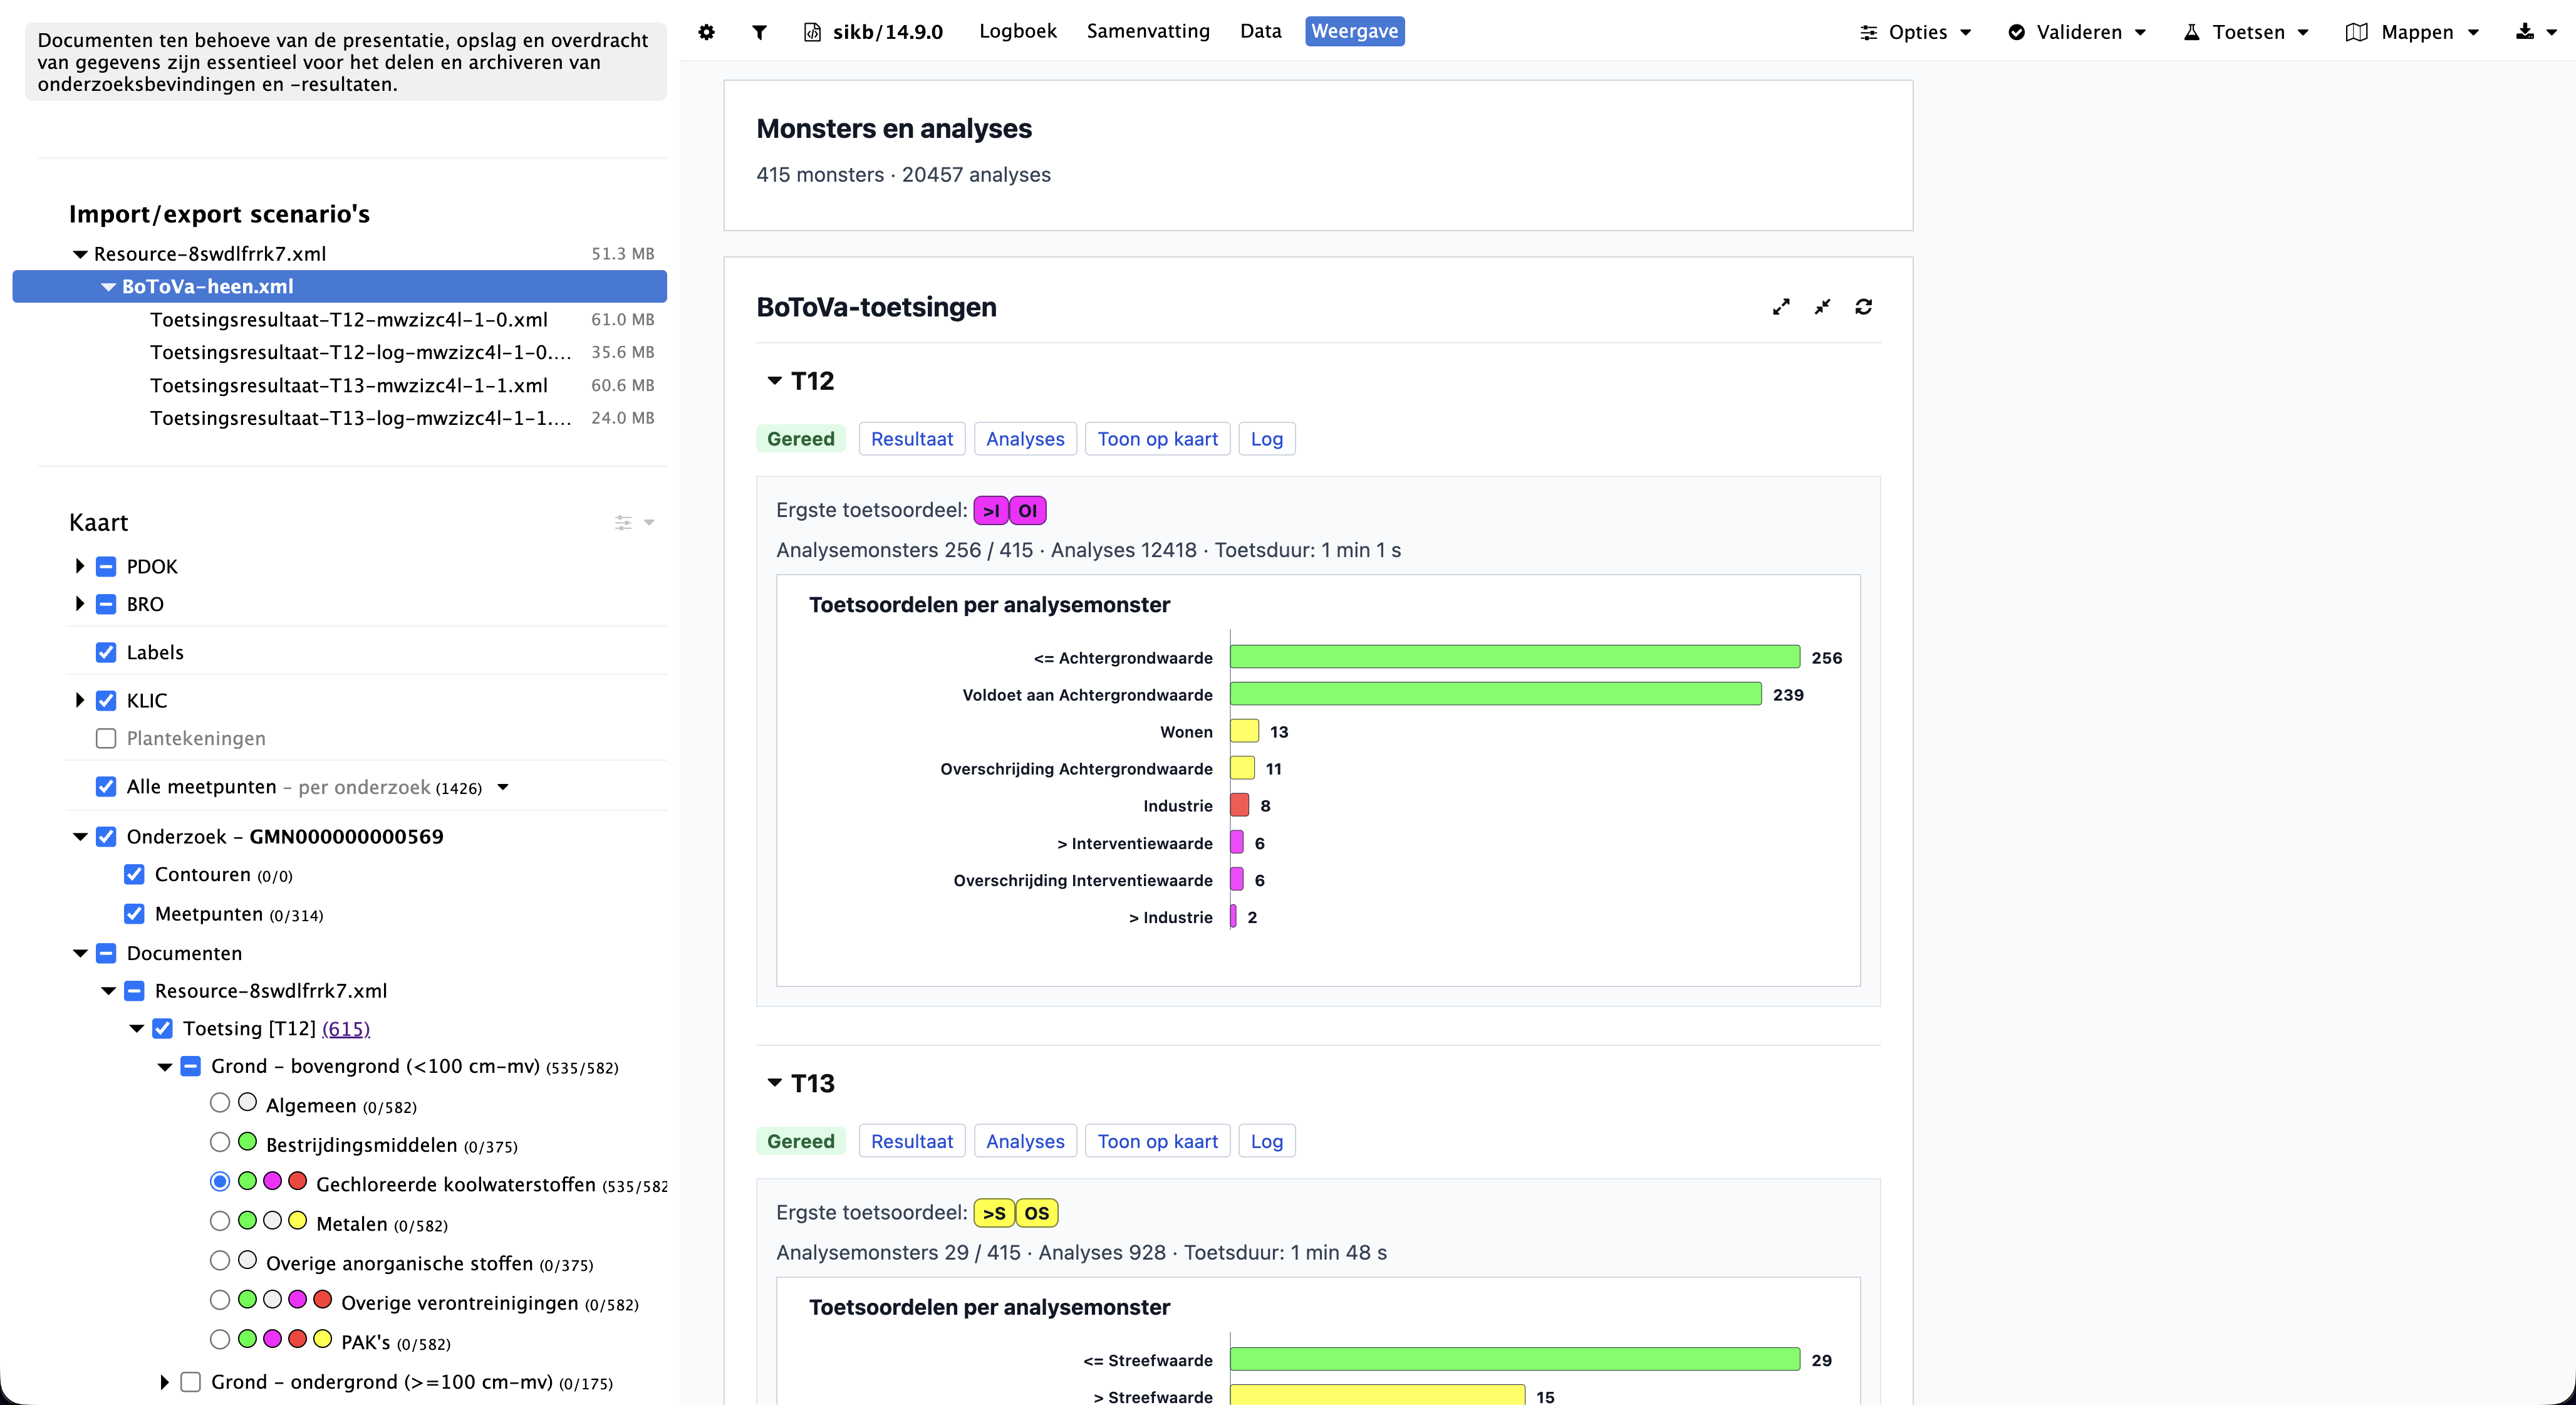 Documenten ten behoeve van de presentatie, opslag en overdracht
van gegevens zijn essentieel voor het delen en archiveren van
onderzoeksbevindingen en -resultaten.
Import/export scenario's
Resource-8swdlfrrk7.xml 51.3 MB
BoToVa-heen.xml
Toetsingsresultaat-T12-mwzizc4l-1-0.xml 61.0 MB
Toetsingsresultaat-T12-log-mwzizc4l-1-0.... 35.6 MB
Toetsingsresultaat-T13-mwzizc4l-1-1.xml 60.6 MB
Toetsingsresultaat-T13-log-mwzizc4l-1-1.... 24.0 MB
Kaart
PDOK
BRO
Labels
KLIC
Plantekeningen
Alle meetpunten - per onderzoek (1426)
Onderzoek - GMN000000000569
Contouren (0/0)
Meetpunten (0/314)
Documenten
Resource-8swdlfrrk7.xml
Toetsing [T12] (615)
Grond - bovengrond (<100 cm-mv) (535/582)
Algemeen (0/582)
Bestrijdingsmiddelen (0/375)
Gechloreerde koolwaterstoffen (535/582
Metalen (0/582)
Overige anorganische stoffen (0/375)
Overige verontreinigingen (0/582)
PAK's (0/582)
Grond - ondergrond (>=100 cm-mv) (0/175)
sikb/14.9.0 Logboek Samenvatting Data Weergave Opties Valideren Toetsen Mappen
Monsters en analyses
415 monsters · 20457 analyses
BoToVa-toetsingen
T12
Gereed Resultaat Analyses Toon op kaart Log
Ergste toetsoordeel: >I OI
Analysemonsters 256 / 415 · Analyses 12418 · Toetsduur: 1 min 1 s
Toetsoordelen per analysemonster
<= Achtergrondwaarde 256
Voldoet aan Achtergrondwaarde 239
Wonen 13
Overschrijding Achtergrondwaarde 11
Industrie 8
> Interventiewaarde 6
Overschrijding Interventiewaarde 6
> Industrie 2
T13
Gereed Resultaat Analyses Toon op kaart Log
Ergste toetsoordeel: >S OS
Analysemonsters 29 / 415 · Analyses 928 · Toetsduur: 1 min 48 s
Toetsoordelen per analysemonster
<= Streefwaarde 29
> Streefwaarde 15